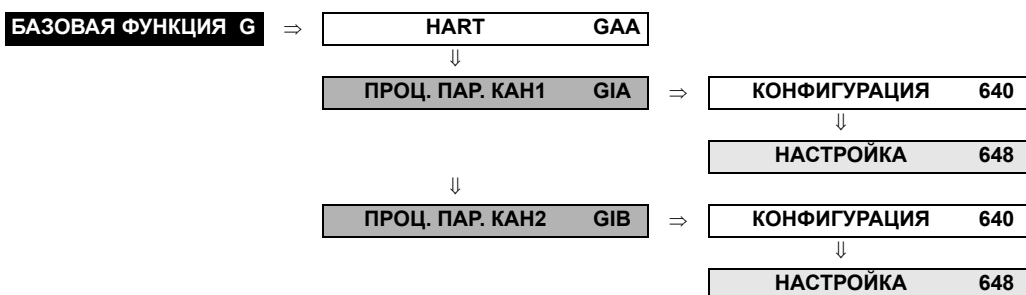 БАЗОВАЯ ФУНКЦИЯ G ⇒ HART GAA
⇓
ПРОЦ. ПАР. КАН1 GIA ⇒ КОНФИГУРАЦИЯ 640
⇓
НАСТРОЙКА 648
⇓
ПРОЦ. ПАР. КАН2 GIB ⇒ КОНФИГУРАЦИЯ 640
⇓
НАСТРОЙКА 648